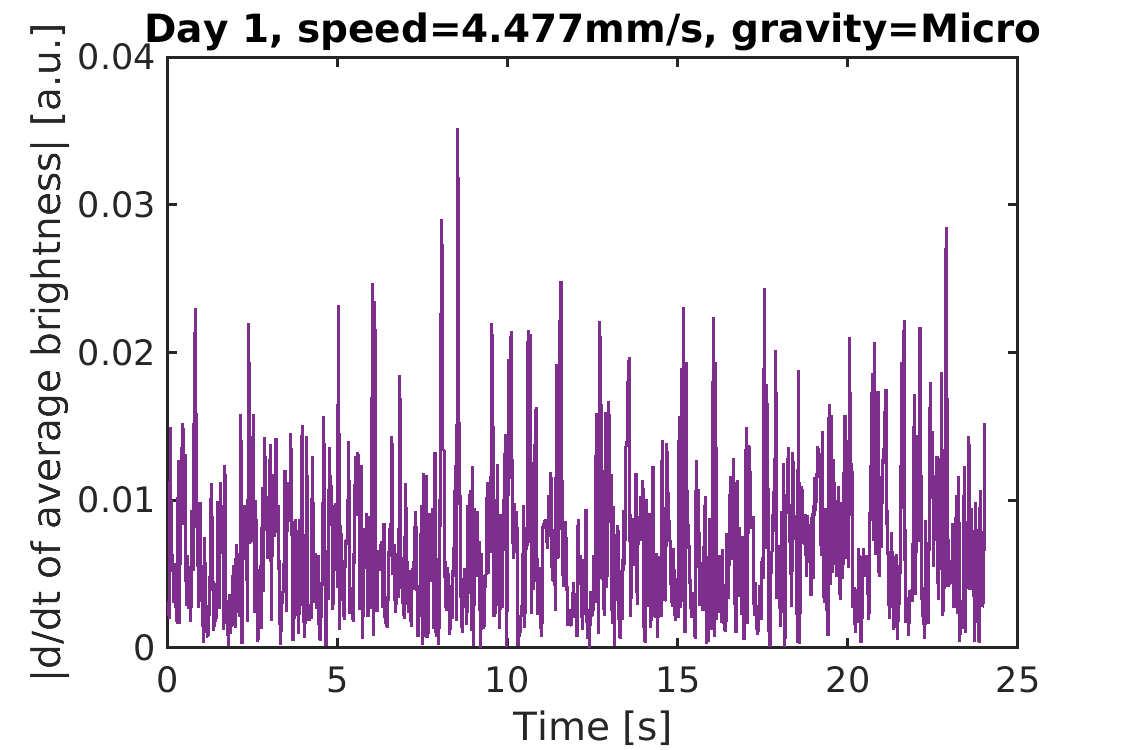 Day 1, speed=4.477mm/s, gravity=Micro
|d/dt of average brightness| [a.u.]
0.04
0.03
0.02
0.01
0
0 5 10 15 20 25
Time [s]